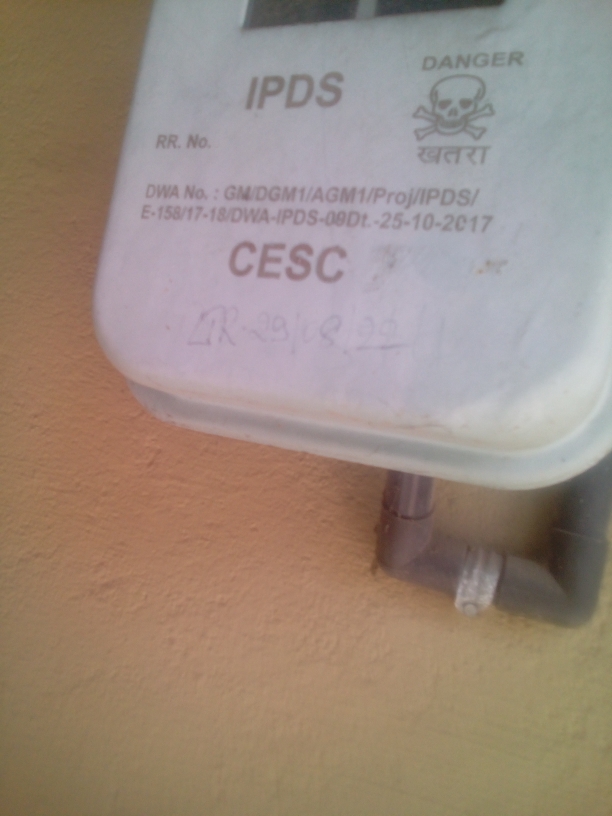 DANGER
IPDS
खतरा
RR. No.
DWA No. : GM/DGM1/AGM1/Proj/IPDS/
E-158/17-18/DWA-IPDS-08Dt.-25-10-2017
CESC